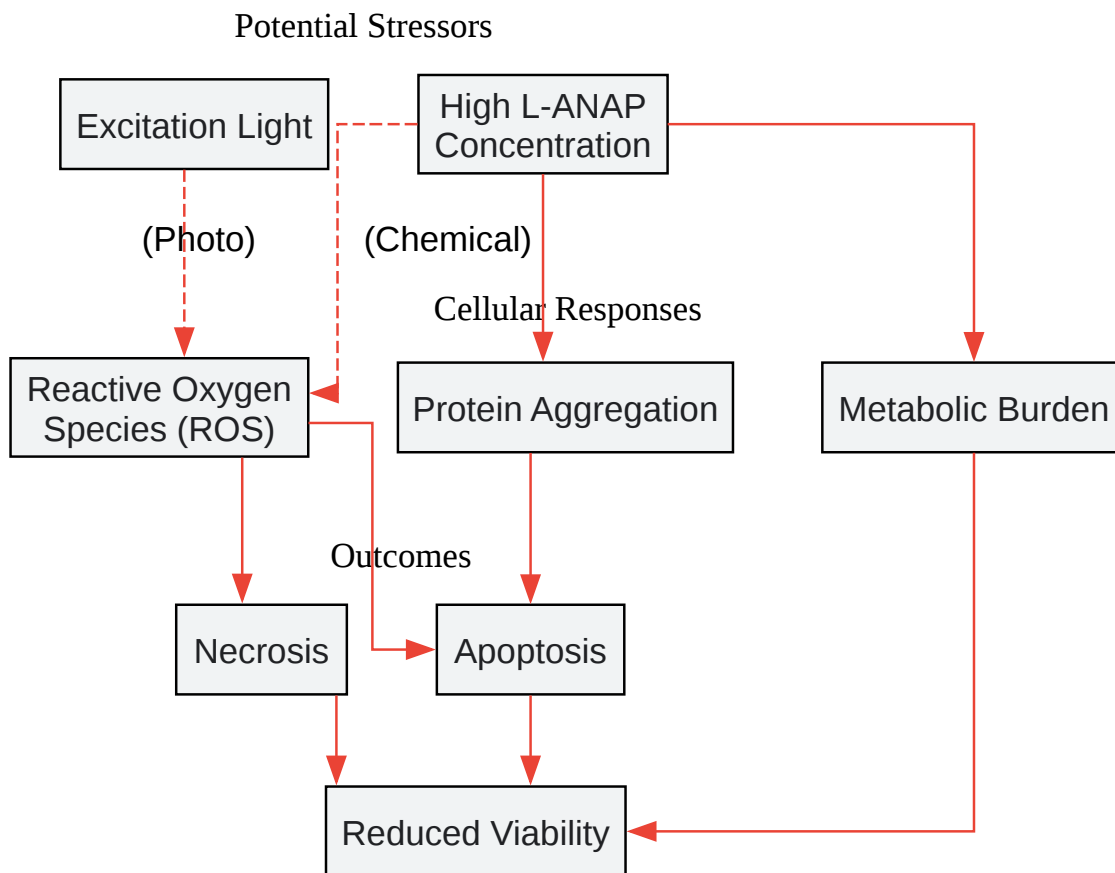 Potential Stressors
Excitation Light
High L-ANAP
Concentration
(Photo)
(Chemical)
Cellular Responses
Reactive Oxygen
Species (ROS)
Protein Aggregation
Metabolic Burden
Outcomes
Necrosis
Apoptosis
Reduced Viability